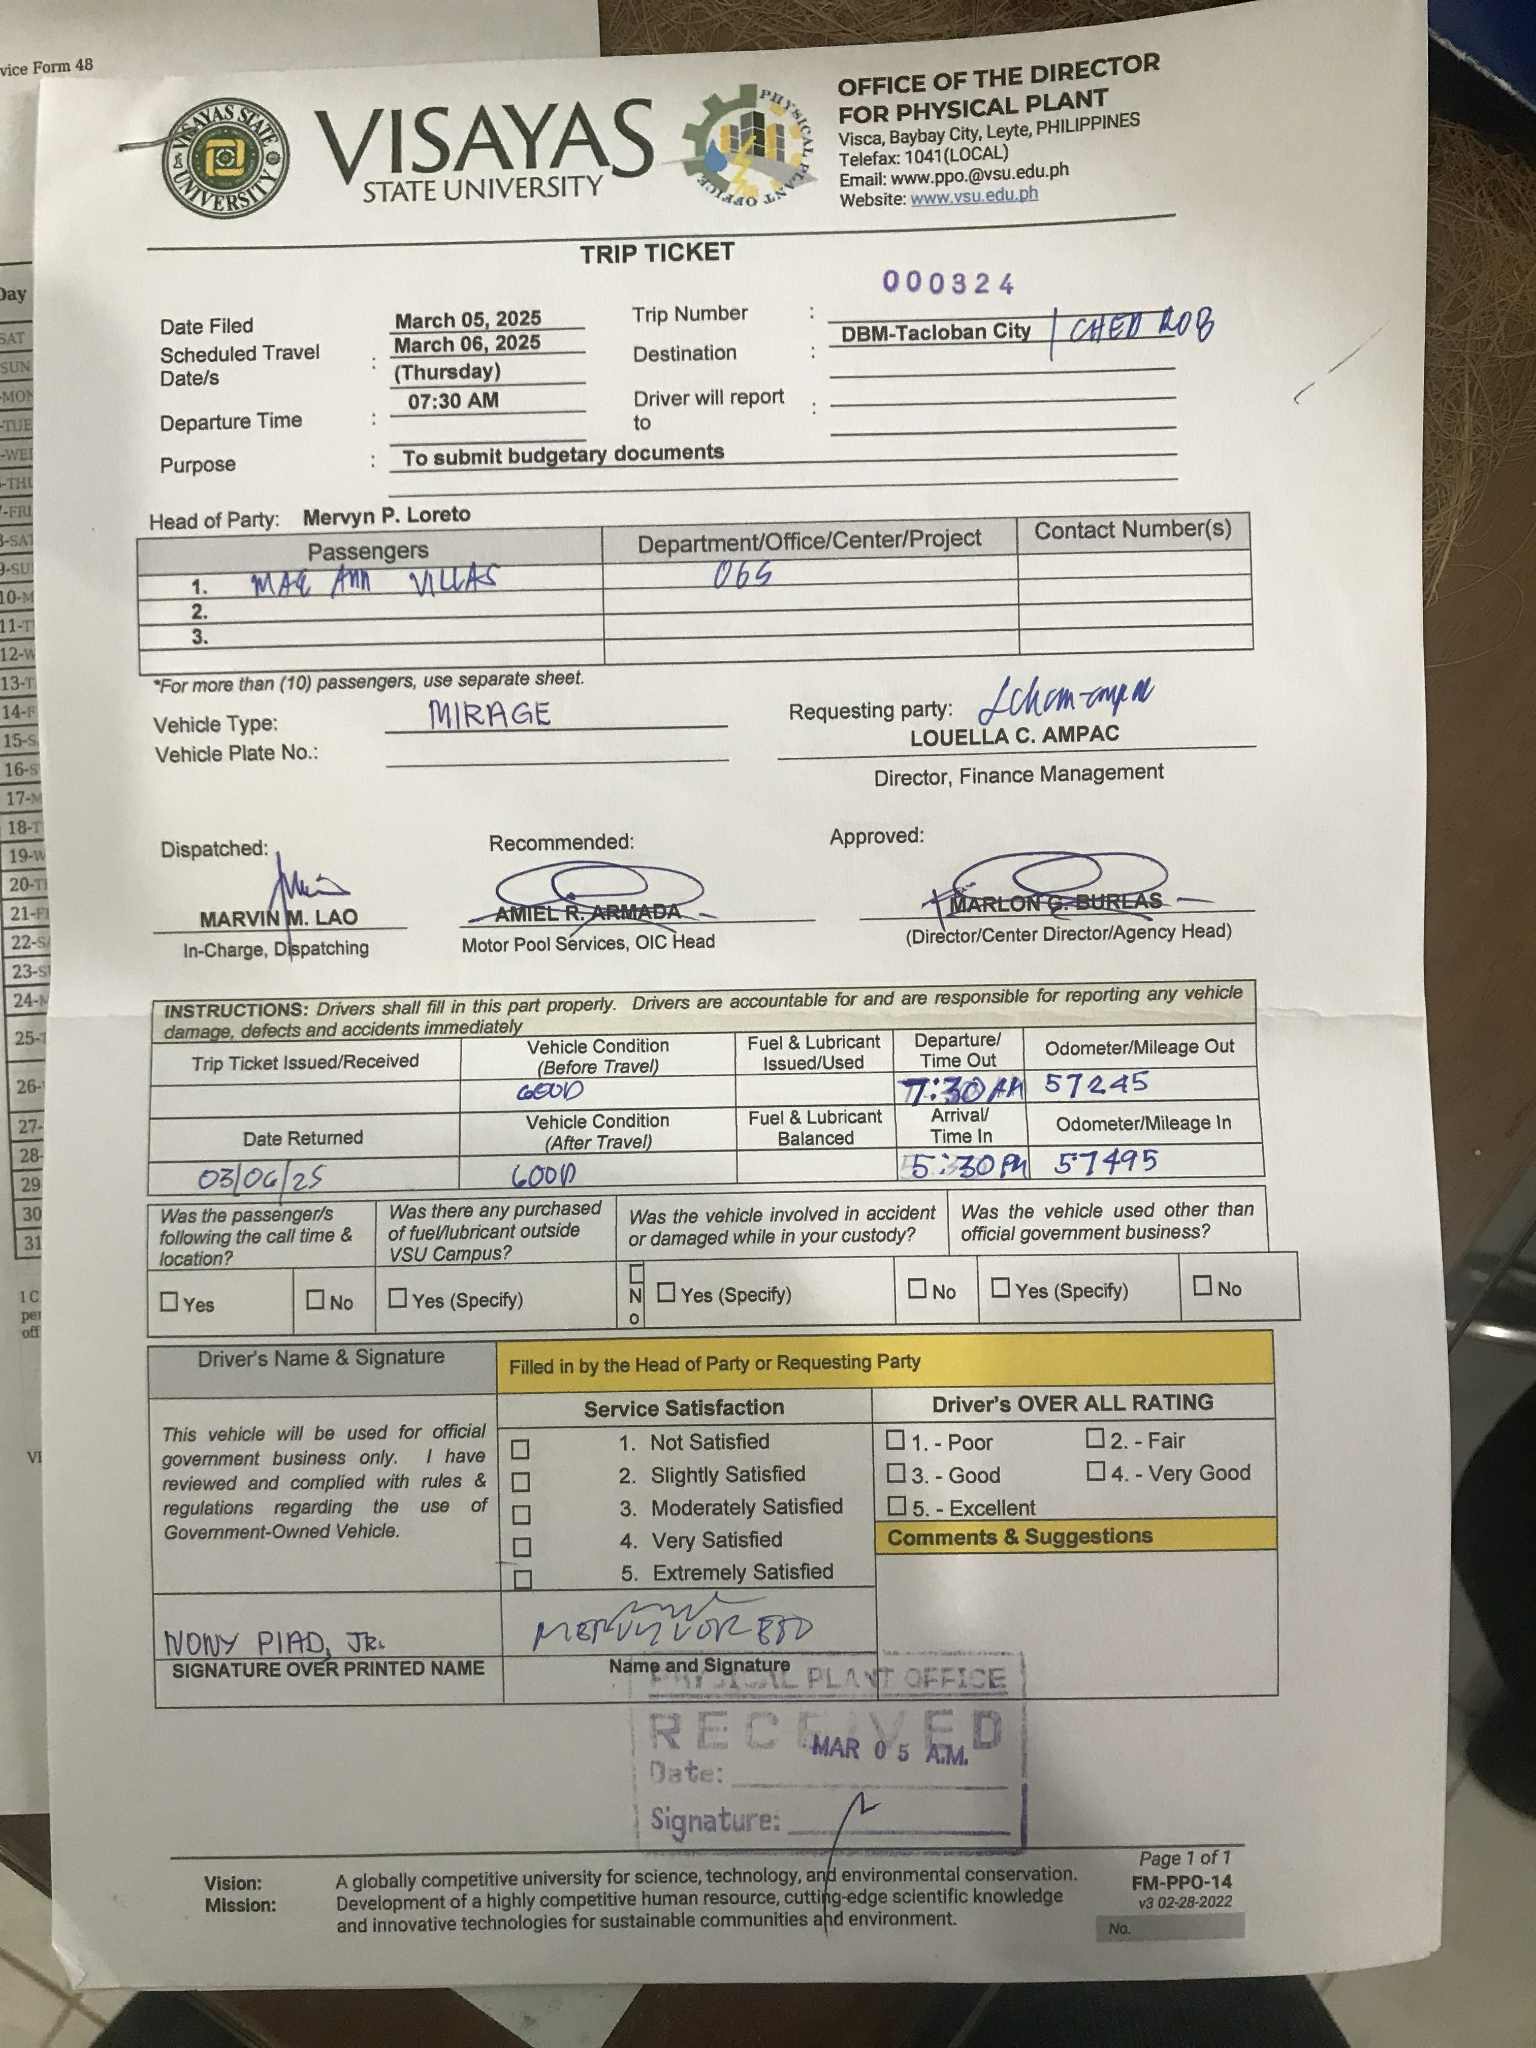 vice Form 48
VISAYAS STATE UNIVERSITY
VISAYAS
STATE UNIVERSITY
PHYSICAL PLANT OFFICE
OFFICE OF THE DIRECTOR
FOR PHYSICAL PLANT
Visca, Baybay City, Leyte, PHILIPPINES
Telefax: 1041(LOCAL)
Email: www.ppo.@vsu.edu.ph
Website: www.vsu.edu.ph
TRIP TICKET
000324
Date Filed March 05, 2025 Trip Number :
Scheduled Travel Date/s : March 06, 2025 (Thursday) Destination : DBM-Tacloban City / CHED ROB
Departure Time : 07:30 AM Driver will report to :
Purpose : To submit budgetary documents
Head of Party: Mervyn P. Loreto
Passengers Department/Office/Center/Project Contact Number(s)
1. MAE ANN VILLAS
2.
3.
*For more than (10) passengers, use separate sheet.
Vehicle Type: MIRAGE Requesting party:
Vehicle Plate No.: LOUELLA C. AMPAC
Director, Finance Management
Dispatched: Recommended: Approved:
MARVIN M. LAO AMIEL R. ARMADA MARLON G. BURLAS
In-Charge, Dispatching Motor Pool Services, OIC Head (Director/Center Director/Agency Head)
INSTRUCTIONS: Drivers shall fill in this part properly. Drivers are accountable for and are responsible for reporting any vehicle
damage, defects and accidents immediately
Trip Ticket Issued/Received Vehicle Condition (Before Travel) Fuel & Lubricant Issued/Used Departure/ Time Out Odometer/Mileage Out
GOOD 7:30 AM 57245
Date Returned Vehicle Condition (After Travel) Fuel & Lubricant Balanced Arrival/ Time In Odometer/Mileage In
03/06/25 GOOD 5:30 PM 57495
Was the passenger/s following the call time & location? Was there any purchased of fuel/lubricant outside VSU Campus? Was the vehicle involved in accident or damaged while in your custody? Was the vehicle used other than official government business?
☐ Yes ☐ No ☐ Yes (Specify) ☐ No ☐ Yes (Specify) ☐ No ☐ Yes (Specify) ☐ No
Driver's Name & Signature Filled in by the Head of Party or Requesting Party
This vehicle will be used for official
government business only. I have
reviewed and complied with rules &
regulations regarding the use of
Government-Owned Vehicle.
Service Satisfaction
☐ 1. Not Satisfied
☐ 2. Slightly Satisfied
☐ 3. Moderately Satisfied
☐ 4. Very Satisfied
☐ 5. Extremely Satisfied
Driver's OVER ALL RATING
☐ 1. - Poor ☐ 2. - Fair
☐ 3. - Good ☐ 4. - Very Good
☐ 5. - Excellent
Comments & Suggestions
NONY PIAD, JR. MERVYN LORETO
SIGNATURE OVER PRINTED NAME Name and Signature
PHYSICAL PLANT OFFICE
RECEIVED
MAR 05 A.M.
Date:
Signature:
Vision: A globally competitive university for science, technology, and environmental conservation.
Mission: Development of a highly competitive human resource, cutting-edge scientific knowledge
and innovative technologies for sustainable communities and environment.
Page 1 of 1
FM-PPO-14
v3 02-28-2022
No.